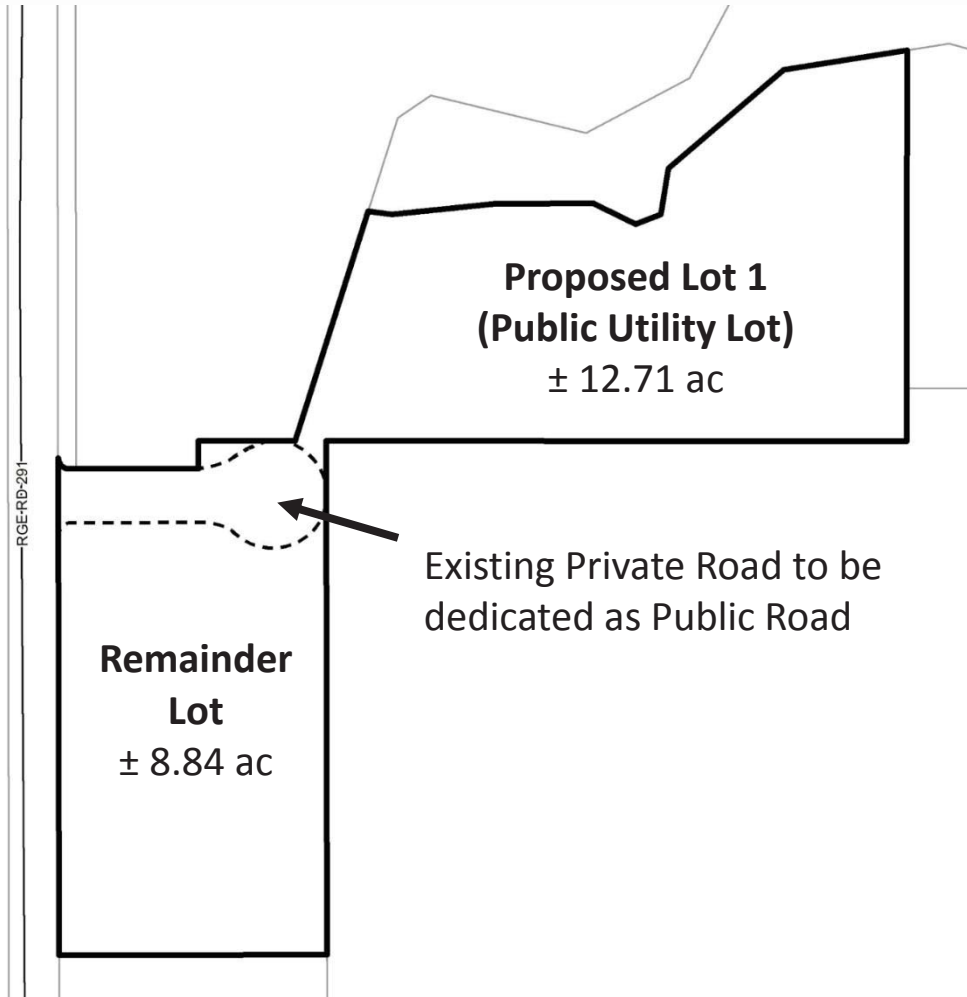 Proposed Lot 1
(Public Utility Lot)
± 12.71 ac
RGE-RD-291
Existing Private Road to be
dedicated as Public Road
Remainder
Lot
± 8.84 ac